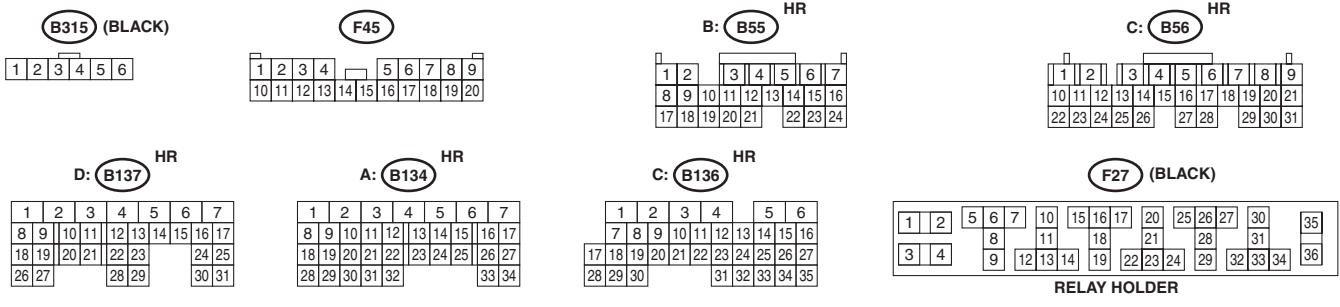 B315 (BLACK)
1 2 3 4 5 6
F45
1 2 3 4 5 6 7 8 9
10 11 12 13 14 15 16 17 18 19 20
HR
B: B55
1 2 3 4 5 6 7
8 9 10 11 12 13 14 15 16
17 18 19 20 21 22 23 24
HR
C: B56
1 2 3 4 5 6 7 8 9
10 11 12 13 14 15 16 17 18 19 20 21
22 23 24 25 26 27 28 29 30 31
HR
D: B137
1 2 3 4 5 6 7
8 9 10 11 12 13 14 15 16 17
18 19 20 21 22 23 24 25
26 27 28 29 30 31
HR
A: B134
1 2 3 4 5 6 7
8 9 10 11 12 13 14 15 16 17
18 19 20 21 22 23 24 25 26 27
28 29 30 31 32 33 34
HR
C: B136
1 2 3 4 5 6
7 8 9 10 11 12 13 14 15 16
17 18 19 20 21 22 23 24 25 26 27
28 29 30 31 32 33 34 35
F27 (BLACK)
1 2 5 6 7 10 15 16 17 20 25 26 27 30 35
8 11 18 21 28 31
3 4 9 12 13 14 19 22 23 24 29 32 33 34 36
RELAY HOLDER